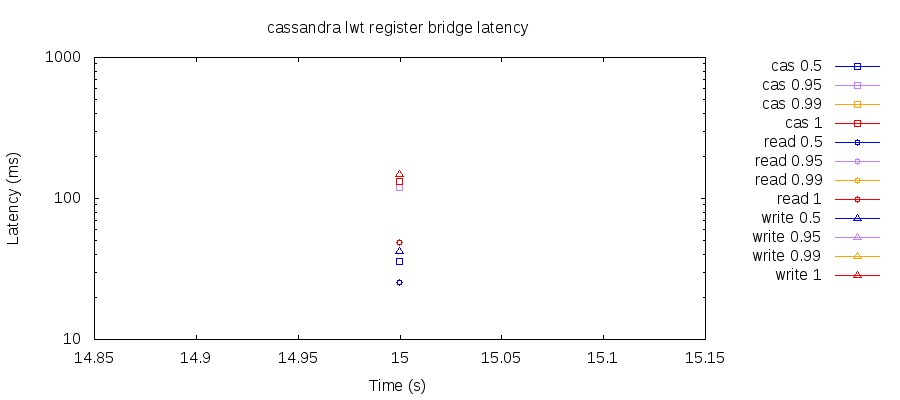 cassandra lwt register bridge latency
1000
100
10
Latency (ms)
14.85 14.9 14.95 15 15.05 15.1 15.15
Time (s)
cas 0.5
cas 0.95
cas 0.99
cas 1
read 0.5
read 0.95
read 0.99
read 1
write 0.5
write 0.95
write 0.99
write 1